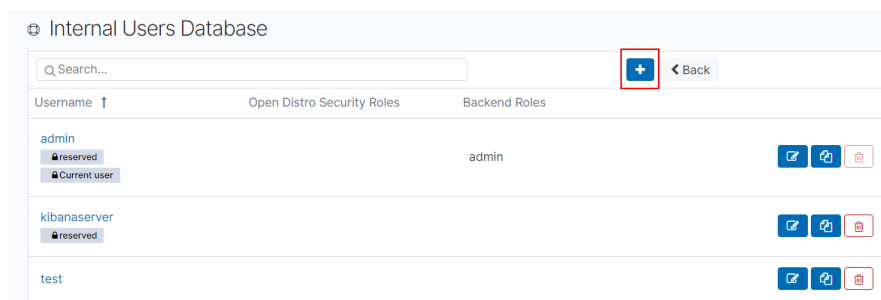 Internal Users Database
Search...
+ Back
Username ↑ Open Distro Security Roles Backend Roles
admin
reserved
admin
Current user
kibanaserver
reserved
test